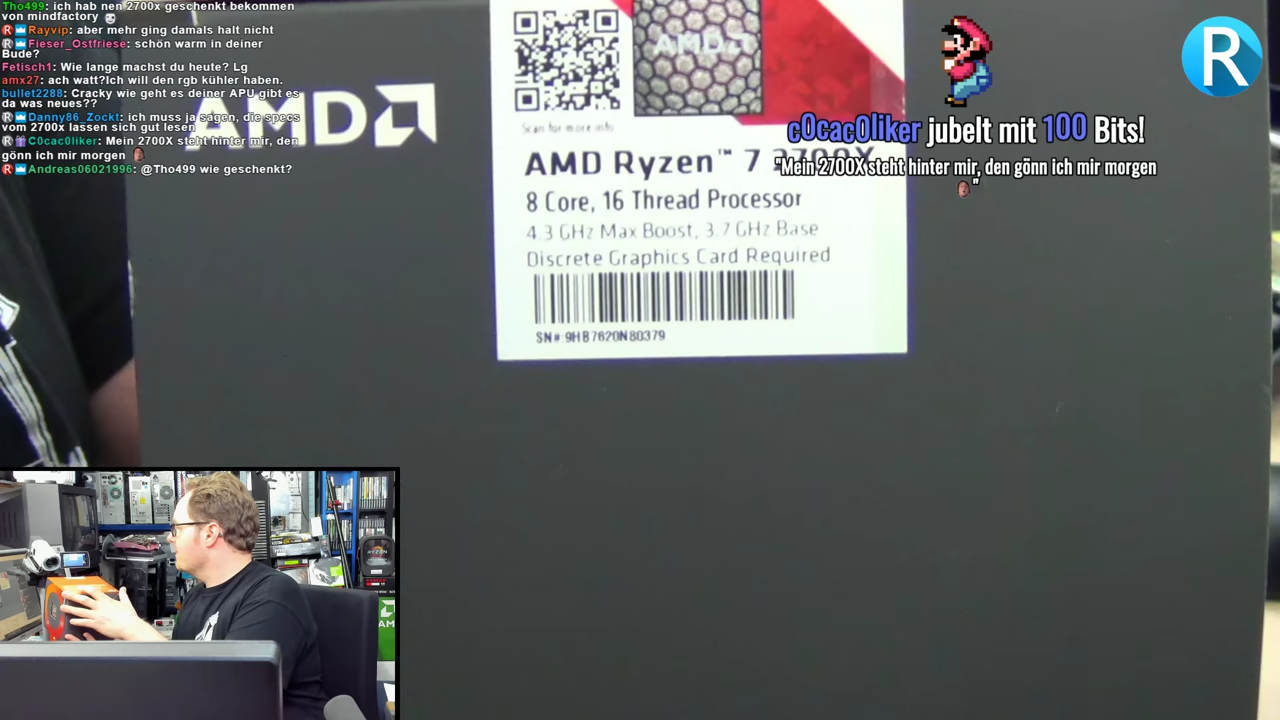 Tho499: ich hab nen 2700x geschenkt bekommen
von mindfactory
Rayvip: aber mehr ging damals halt nicht
Fieser_Ostfriese: schön warm in deiner
Bude?
Fetisch1: Wie lange machst du heute? Lg
amx27: ach watt?Ich will den rgb kühler haben.
bullet2288: Cracky wie geht es deiner APU gibt es
da was neues??
Danny86_Zockt: ich muss ja sagen, die specs
vom 2700x lassen sich gut lesen
C0cac0liker: Mein 2700X steht hinter mir, den
gönn ich mir morgen
Andreas06021996: @Tho499 wie geschenkt?
AMD
AMD
Scan for more info
AMD Ryzen™ 7 2700X
8 Core, 16 Thread Processor
4.3 GHz Max Boost, 3.7 GHz Base
Discrete Graphics Card Required
SN#:9HB7620N80379
c0cac0liker jubelt mit 100 Bits!
"Mein 2700X steht hinter mir, den gönn ich mir morgen
"
R
RYZEN
AM